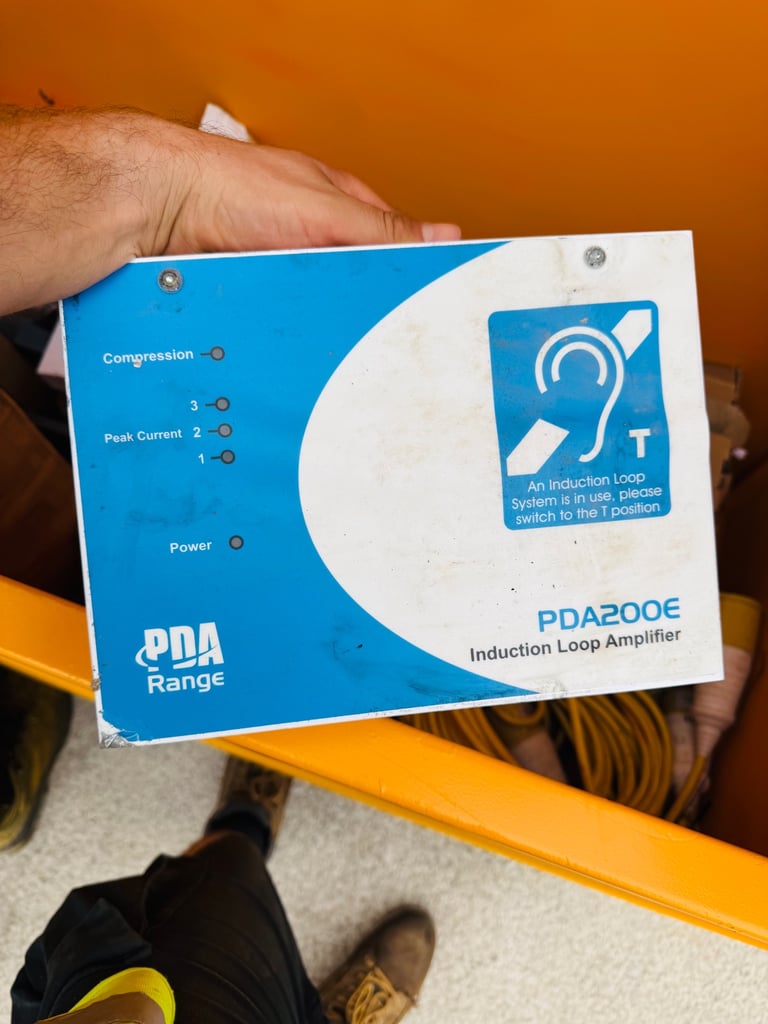 Compression
3
Peak Current 2
1
Power
PDA
Range
T
An Induction Loop
System is in use, please
switch to the T position
PDA200E
Induction Loop Amplifier